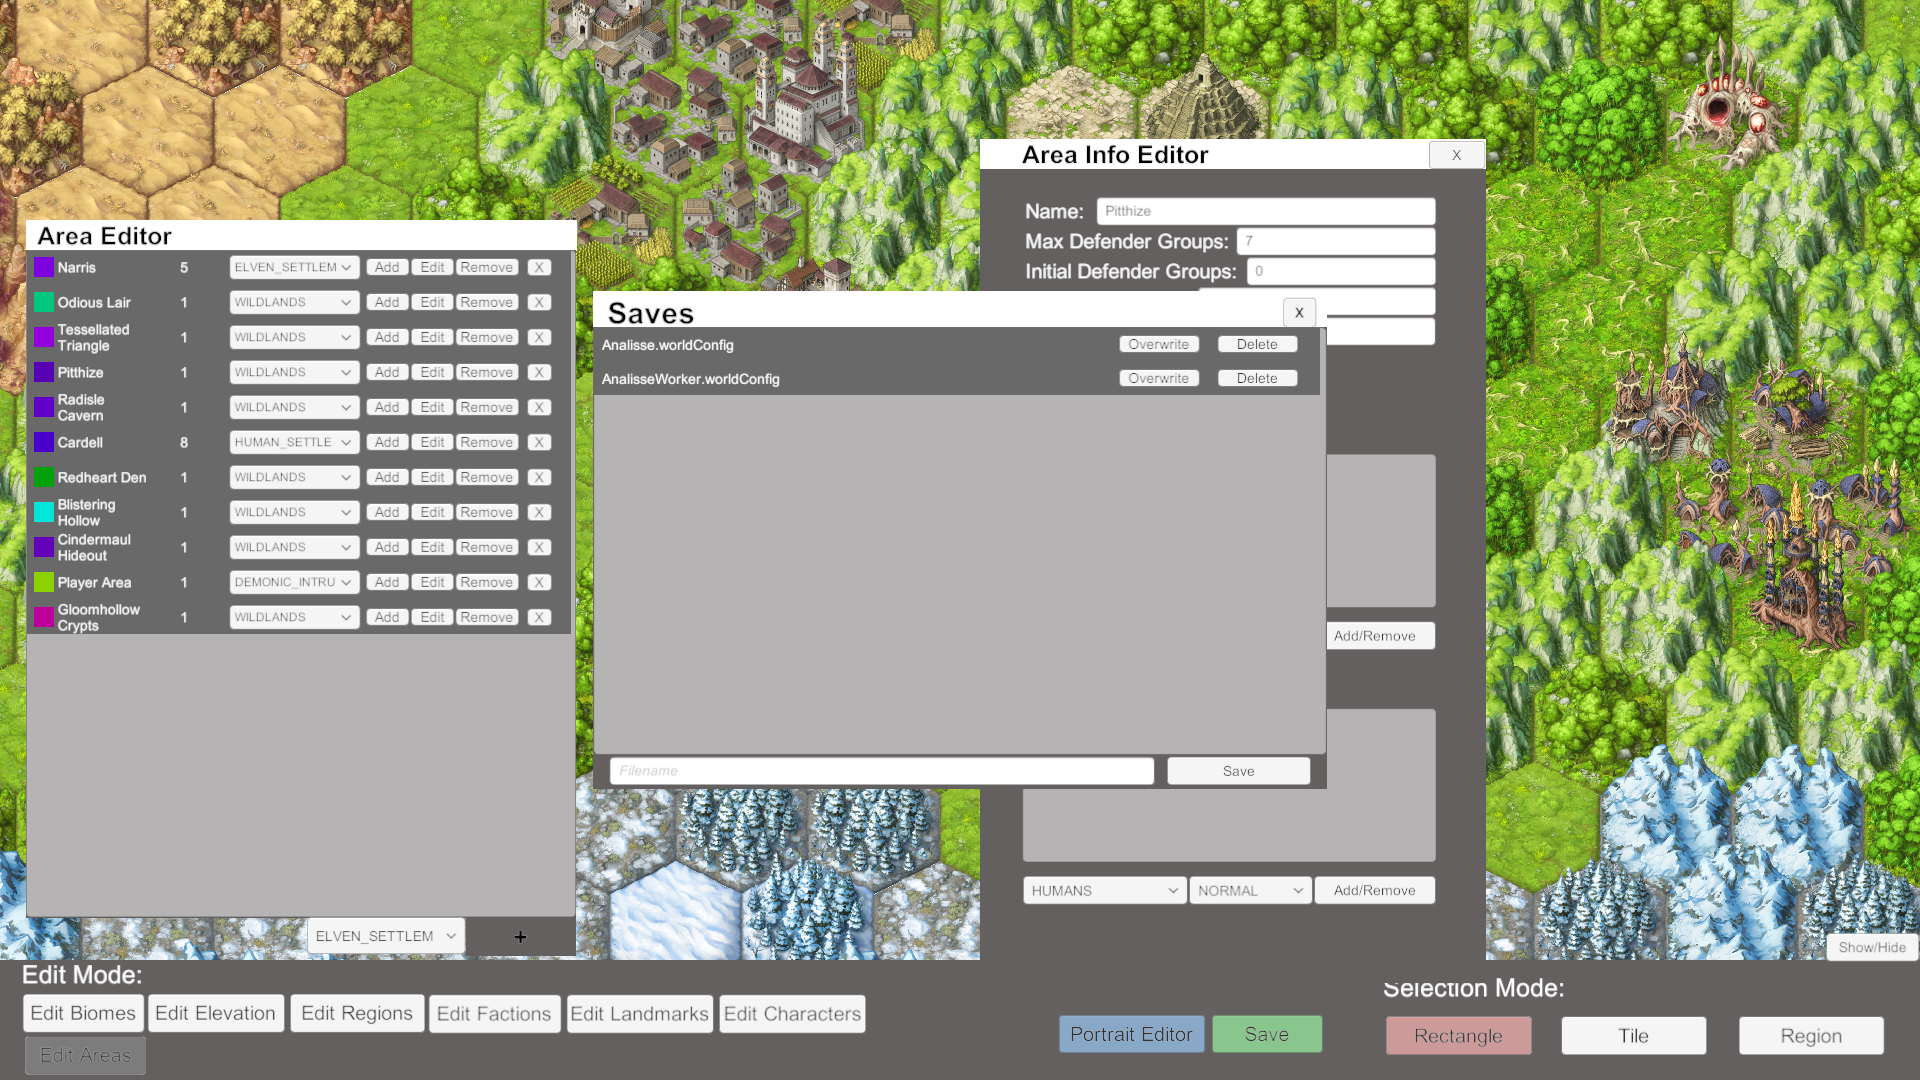 Area Info Editor
X
Name:
Pitthize
Max Defender Groups:
7
Initial Defender Groups:
0
Area Editor
Narris 5 ELVEN_SETTLEM Add Edit Remove X
Odious Lair 1 WILDLANDS Add Edit Remove X
Tessellated
Triangle 1 WILDLANDS Add Edit Remove X
Pitthize 1 WILDLANDS Add Edit Remove X
Radisle
Cavern 1 WILDLANDS Add Edit Remove X
Cardell 8 HUMAN_SETTLE Add Edit Remove X
Redheart Den 1 WILDLANDS Add Edit Remove X
Blistering
Hollow 1 WILDLANDS Add Edit Remove X
Cindermaul
Hideout 1 WILDLANDS Add Edit Remove X
Player Area 1 DEMONIC_INTRU Add Edit Remove X
Gloomhollow
Crypts 1 WILDLANDS Add Edit Remove X
ELVEN_SETTLEM +
Saves
X
Analisse.worldConfig Overwrite Delete
AnalisseWorker.worldConfig Overwrite Delete
Filename Save
Add/Remove
HUMANS NORMAL Add/Remove
Show/Hide
Edit Mode:
Edit Biomes Edit Elevation Edit Regions Edit Factions Edit Landmarks Edit Characters
Edit Areas
Portrait Editor Save
Selection Mode:
Rectangle Tile Region